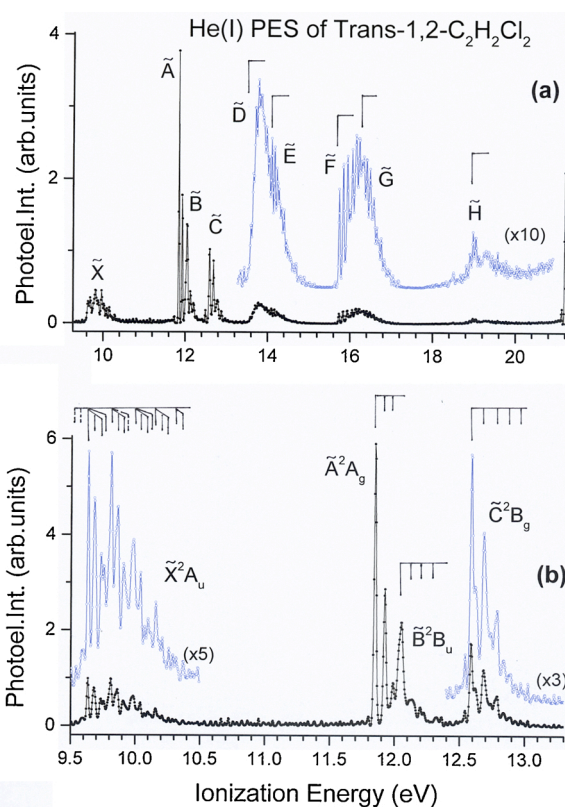 He(I) PES of Trans-1,2-C₂H₂Cl₂
(a)
Photoel.Int. (arb.units)
4
2
0
X̃
Ã
B̃
C̃
D̃
Ẽ
F̃
G̃
H̃
(x10)
10 12 14 16 18 20
(b)
Photoel.Int. (arb.units)
6
4
2
0
X̃²Aᵤ
(x5)
òA_g
B̃²Bᵤ
C̃²B_g
(x3)
9.5 10.0 10.5 11.0 11.5 12.0 12.5 13.0
Ionization Energy (eV)